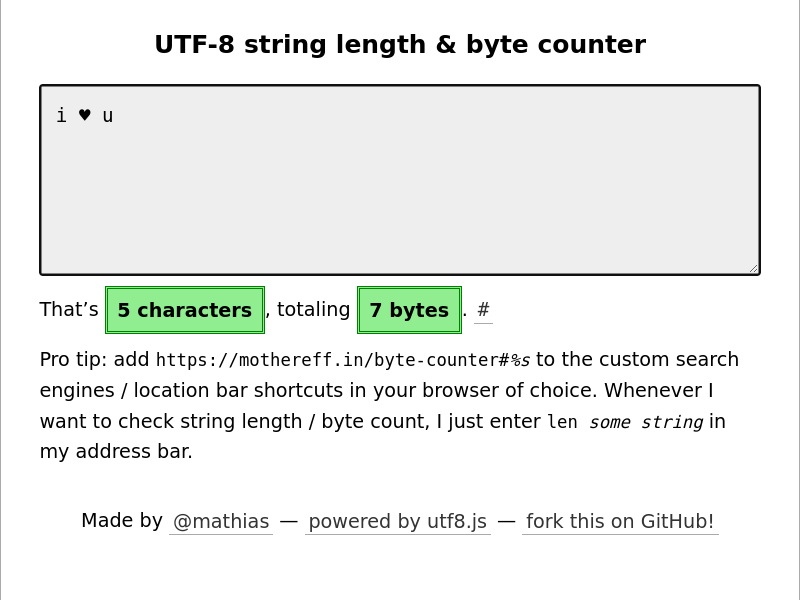 UTF-8 string length & byte counter
i ♥ u
That’s 5 characters, totaling 7 bytes. #
Pro tip: add https://mothereff.in/byte-counter#%s to the custom search
engines / location bar shortcuts in your browser of choice. Whenever I
want to check string length / byte count, I just enter len some string in
my address bar.
Made by @mathias — powered by utf8.js — fork this on GitHub!